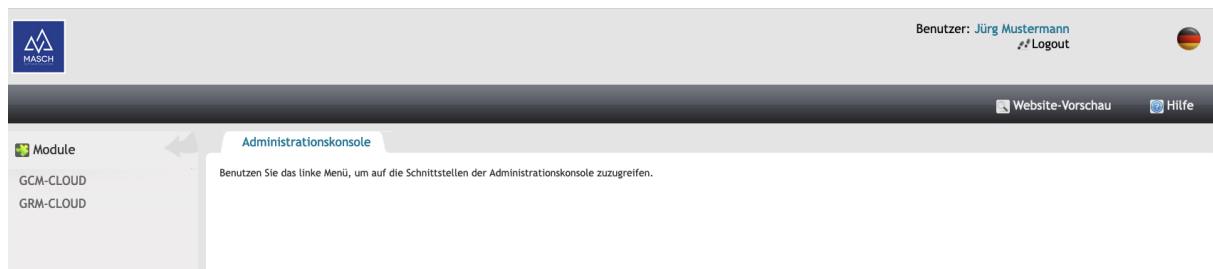 MASCH
Benutzer: Jürg Mustermann
Logout
Website-Vorschau Hilfe
Module
GCM-CLOUD
GRM-CLOUD
Administrationskonsole
Benutzen Sie das linke Menü, um auf die Schnittstellen der Administrationskonsole zuzugreifen.